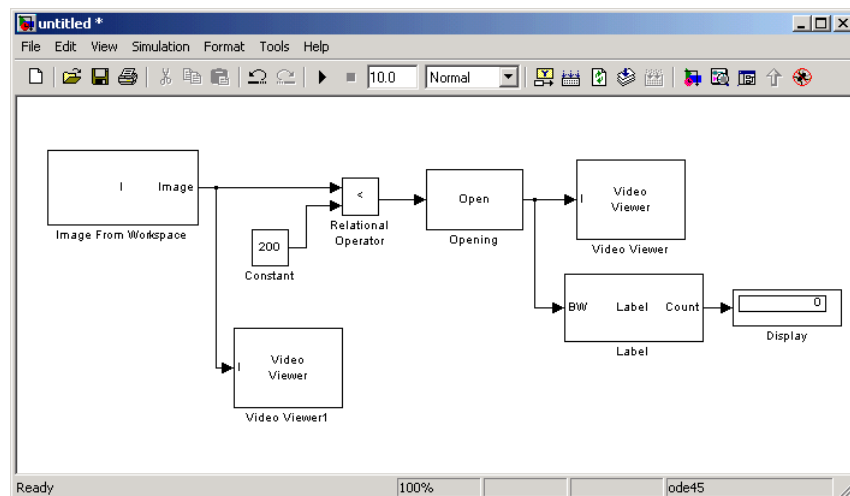 untitled *
File Edit View Simulation Format Tools Help
10.0 Normal
I Image
Image From Workspace
<
Relational
Operator
200
Constant
Open
Opening
I
Video
Viewer
Video Viewer
BW Label Count
Label
0
Display
I
Video
Viewer
Video Viewer1
Ready 100% ode45